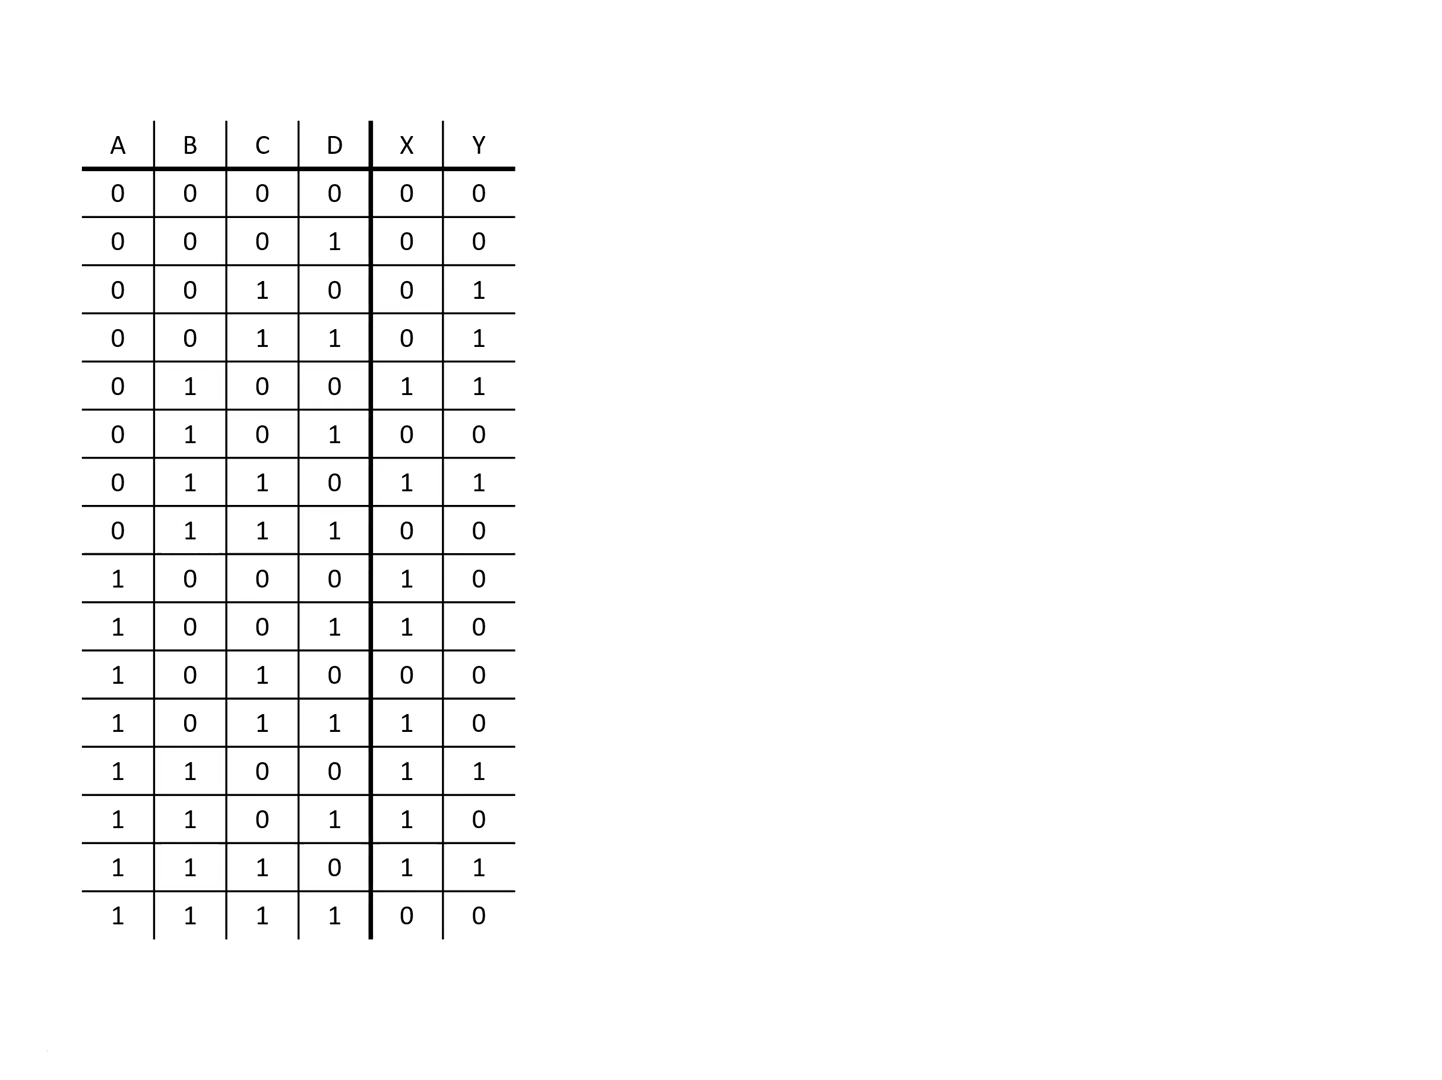 A B C D X Y
0 0 0 0 0 0
0 0 0 1 0 0
0 0 1 0 0 1
0 0 1 1 0 1
0 1 0 0 1 1
0 1 0 1 0 0
0 1 1 0 1 1
0 1 1 1 0 0
1 0 0 0 1 0
1 0 0 1 1 0
1 0 1 0 0 0
1 0 1 1 1 0
1 1 0 0 1 1
1 1 0 1 1 0
1 1 1 0 1 1
1 1 1 1 0 0